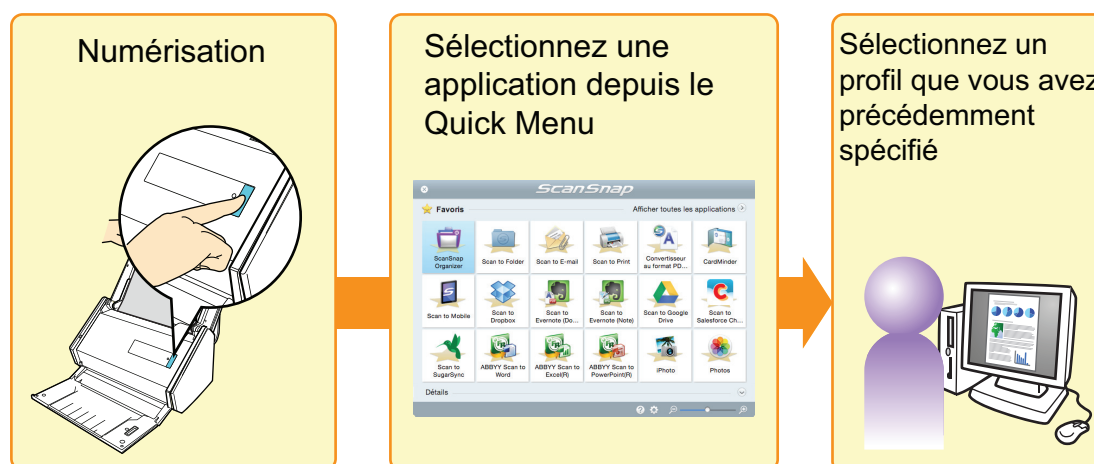 Numérisation
Sélectionnez une
application depuis le
Quick Menu
ScanSnap
Favoris
Afficher toutes les applications
ScanSnap
Organizer
Scan to Folder
Scan to E-mail
Scan to Print
Convertisseur
au format PD...
CardMinder
Scan to Mobile
Scan to
Dropbox
Scan to
Evernote (Do...
Scan to
Evernote (Note)
Scan to Google
Drive
Scan to
Salesforce Ch...
Scan to
SugarSync
ABBYY Scan to
Word
ABBYY Scan to
Excel(R)
ABBYY Scan to
PowerPoint(R)
iPhoto
Photos
Détails
Sélectionnez un
profil que vous avez
précédemment
spécifié